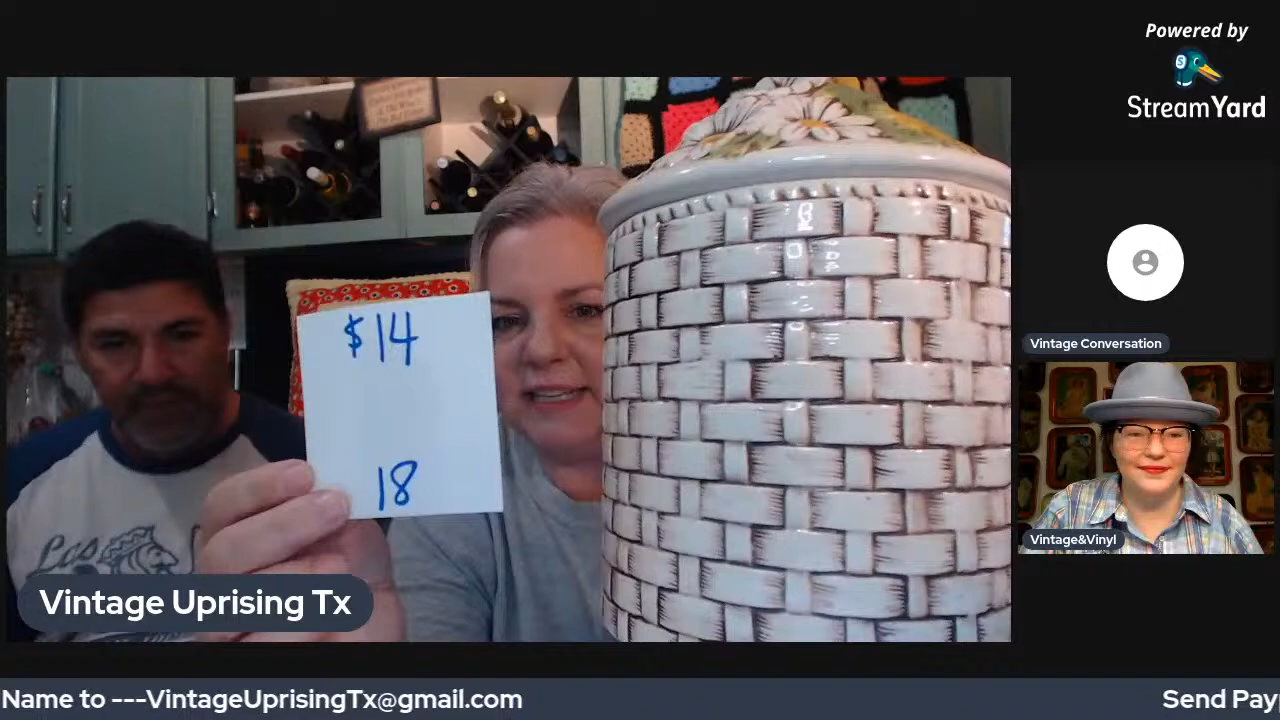 Powered by
StreamYard
$14
18
Vintage Conversation
Vintage&Vinyl
Vintage Uprising Tx
Name to ---VintageUprisingTx@gmail.com
Send Pay